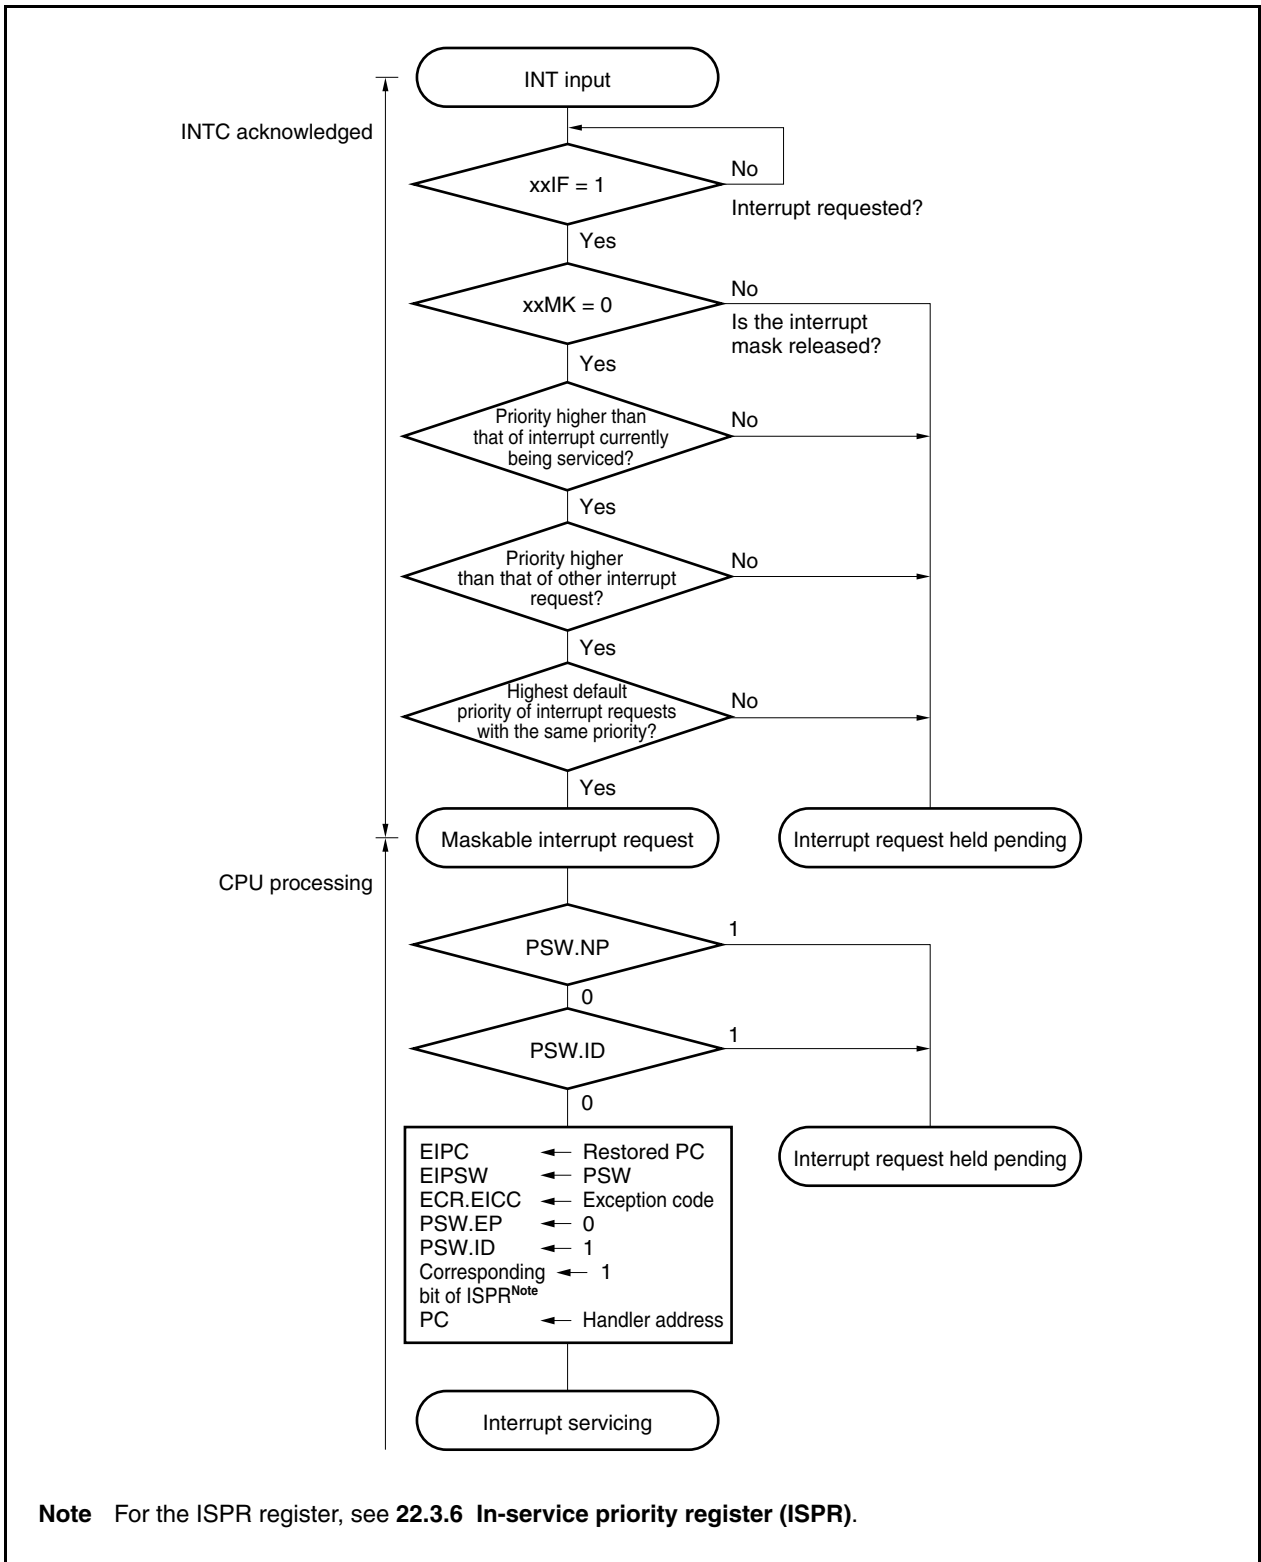 INT input
INTC acknowledged
xxIF = 1
No
Interrupt requested?
Yes
xxMK = 0
No
Is the interrupt
mask released?
Yes
Priority higher than
that of interrupt currently
being serviced?
No
Yes
Priority higher
than that of other interrupt
request?
No
Yes
Highest default
priority of interrupt requests
with the same priority?
No
Yes
Maskable interrupt request
Interrupt request held pending
CPU processing
PSW.NP
1
0
PSW.ID
1
0
EIPC ← Restored PC
EIPSW ← PSW
ECR.EICC ← Exception code
PSW.EP ← 0
PSW.ID ← 1
Corresponding ← 1
bit of ISPRNote
PC ← Handler address
Interrupt request held pending
Interrupt servicing
Note For the ISPR register, see 22.3.6 In-service priority register (ISPR).